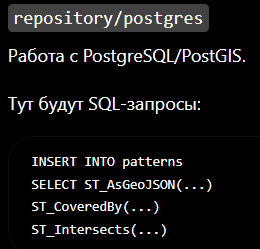 repository/postgres
Работа с PostgreSQL/PostGIS.
Тут будут SQL-запросы:
INSERT INTO patterns
SELECT ST_AsGeoJSON(...)
ST_CoveredBy(...)
ST_Intersects(...)